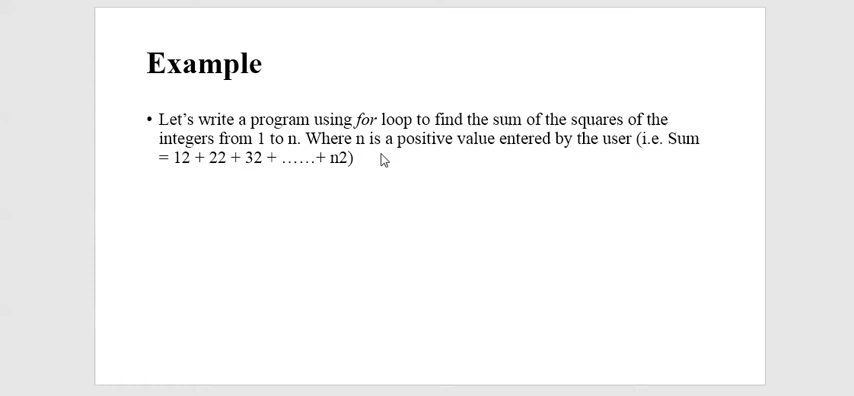 Example
• Let’s write a program using for loop to find the sum of the squares of the
integers from 1 to n. Where n is a positive value entered by the user (i.e. Sum
= 12 + 22 + 32 + ……+ n2)